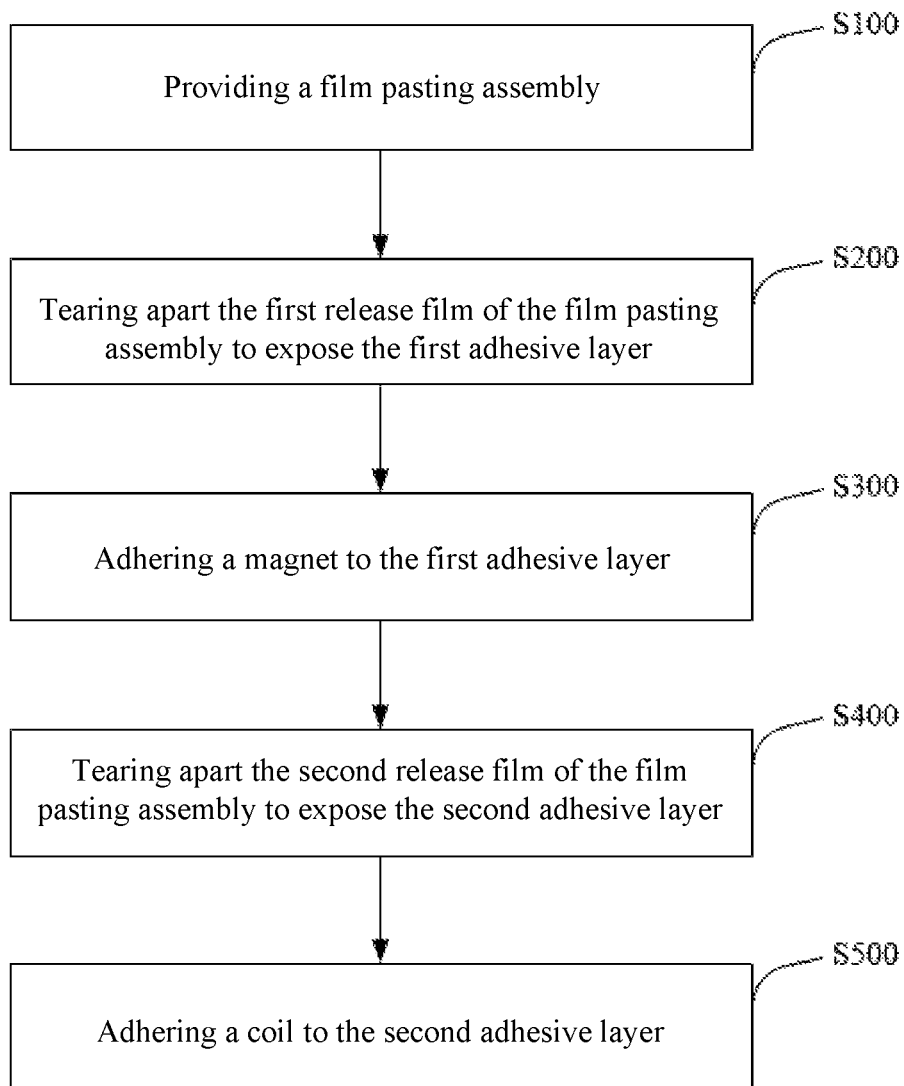 S100
Providing a film pasting assembly
S200
Tearing apart the first release film of the film pasting
assembly to expose the first adhesive layer
S300
Adhering a magnet to the first adhesive layer
S400
Tearing apart the second release film of the film
pasting assembly to expose the second adhesive layer
S500
Adhering a coil to the second adhesive layer